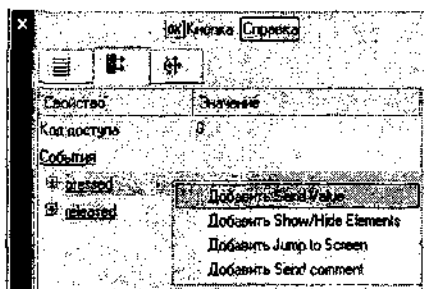 ок Кнопка Справка
Свойство Значение
Код доступа 0
События
pressed
released
Добавить Send Value
Добавить Show/Hide Elements
Добавить Jump to Screen
Добавить Send comment